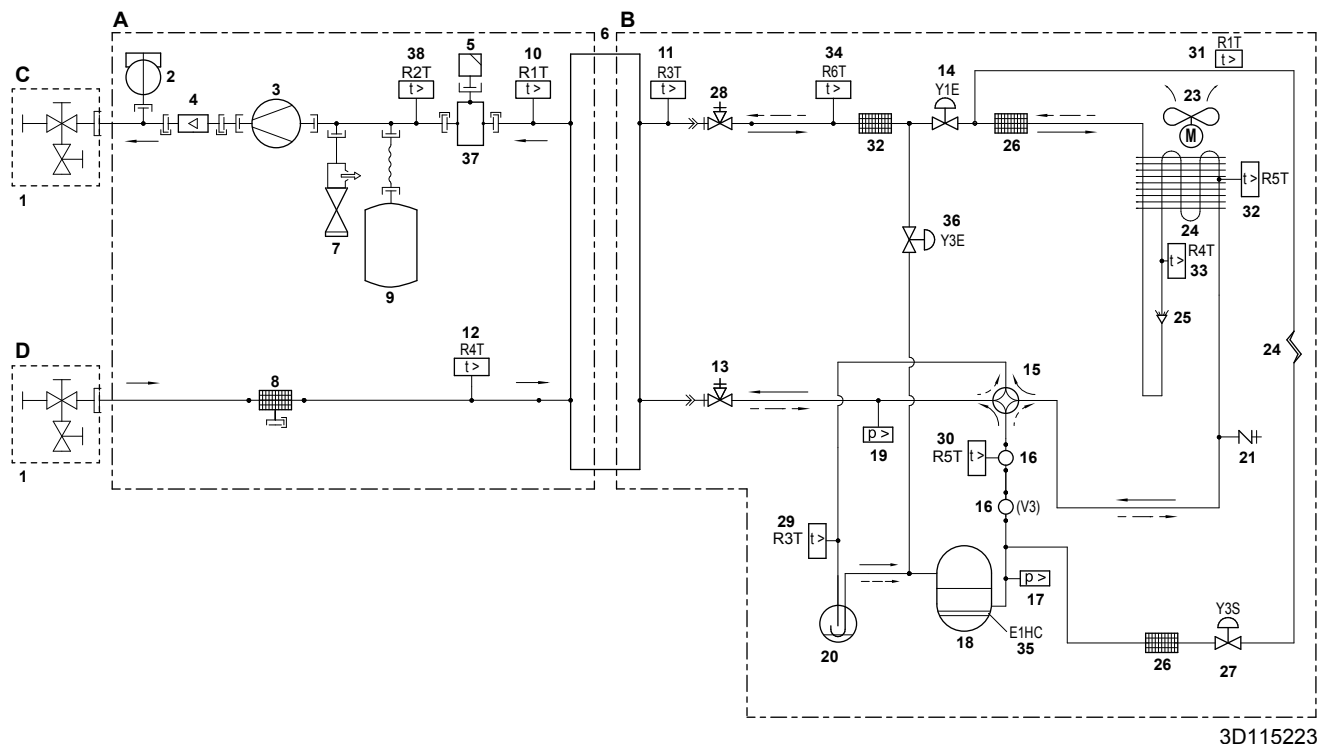 A
6
B
C
2
4
3
38
R2T
t >
5
10
R1T
t >
37
11
R3T
t >
28
34
R6T
t >
14
Y1E
31
R1T
t >
23
M
32
26
t > R5T
32
24
1
7
9
36
Y3E
R4T
t >
33
25
24
D
8
12
R4T
t >
13
15
p >
19
30
R5T t >
16
21
16 (V3)
1
29
R3T t >
p >
17
Y3S
20
18
E1HC
35
26
27
3D115223